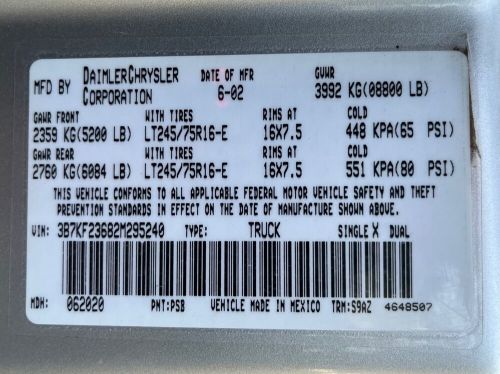 MFD BY DAIMLERCHRYSLER CORPORATION DATE OF MFR 6-02 GVWR 3992 KG(08800 LB)
GAWR FRONT WITH TIRES RIMS AT COLD
2359 KG(5200 LB) LT245/75R16-E 16X7.5 448 KPA(65 PSI)
GAWR REAR WITH TIRES RIMS AT COLD
2760 KG(6084 LB) LT245/75R16-E 16X7.5 551 KPA(80 PSI)
THIS VEHICLE CONFORMS TO ALL APPLICABLE FEDERAL MOTOR VEHICLE SAFETY AND THEFT
PREVENTION STANDARDS IN EFFECT ON THE DATE OF MANUFACTURE SHOWN ABOVE.
VIN: 3B7KF23682M295240 TYPE: TRUCK SINGLE X DUAL
MDH: 062020 PNT:PSB VEHICLE MADE IN MEXICO TRM:S9AZ 4648507